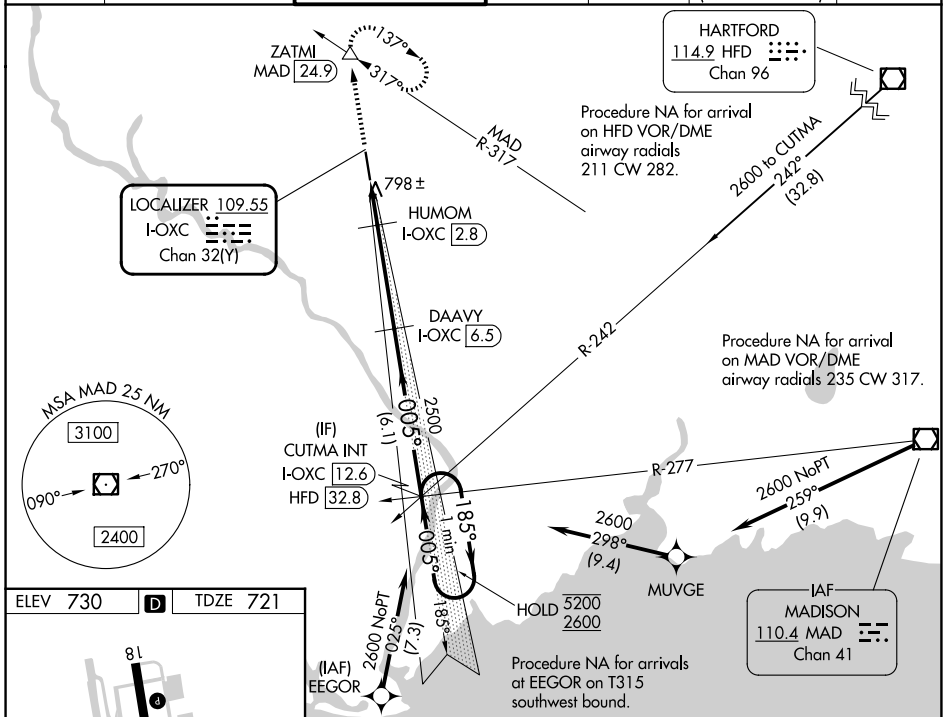 ZATMI
MAD 24.9
137°
317°
MAD
R-317
HARTFORD
114.9 HFD
Chan 96
Procedure NA for arrival
on HFD VOR/DME
airway radials
211 CW 282.
2600 to CUTMA
242°
(32.8)
LOCALIZER 109.55
I-OXC
Chan 32(Y)
798 ±
HUMOM
I-OXC 2.8
DAAVY
I-OXC 6.5
R-242
Procedure NA for arrival
on MAD VOR/DME
airway radials 235 CW 317.
MSA MAD 25 NM
3100
090°
270°
2400
2500
005°
(6.1)
(IF)
CUTMA INT
I-OXC 12.6
HFD 32.8
R-277
2600 NoPT
259°
(9.9)
185°
1 min
005°
185°
2600
298°
(9.4)
MUVGE
HOLD 5200
2600
IAF
MADISON
110.4 MAD
Chan 41
2600 NoPT
025°
(7.3)
(IAF)
EEGOR
Procedure NA for arrivals
at EEGOR on T315
southwest bound.
ELEV 730
D
TDZE 721
18
P